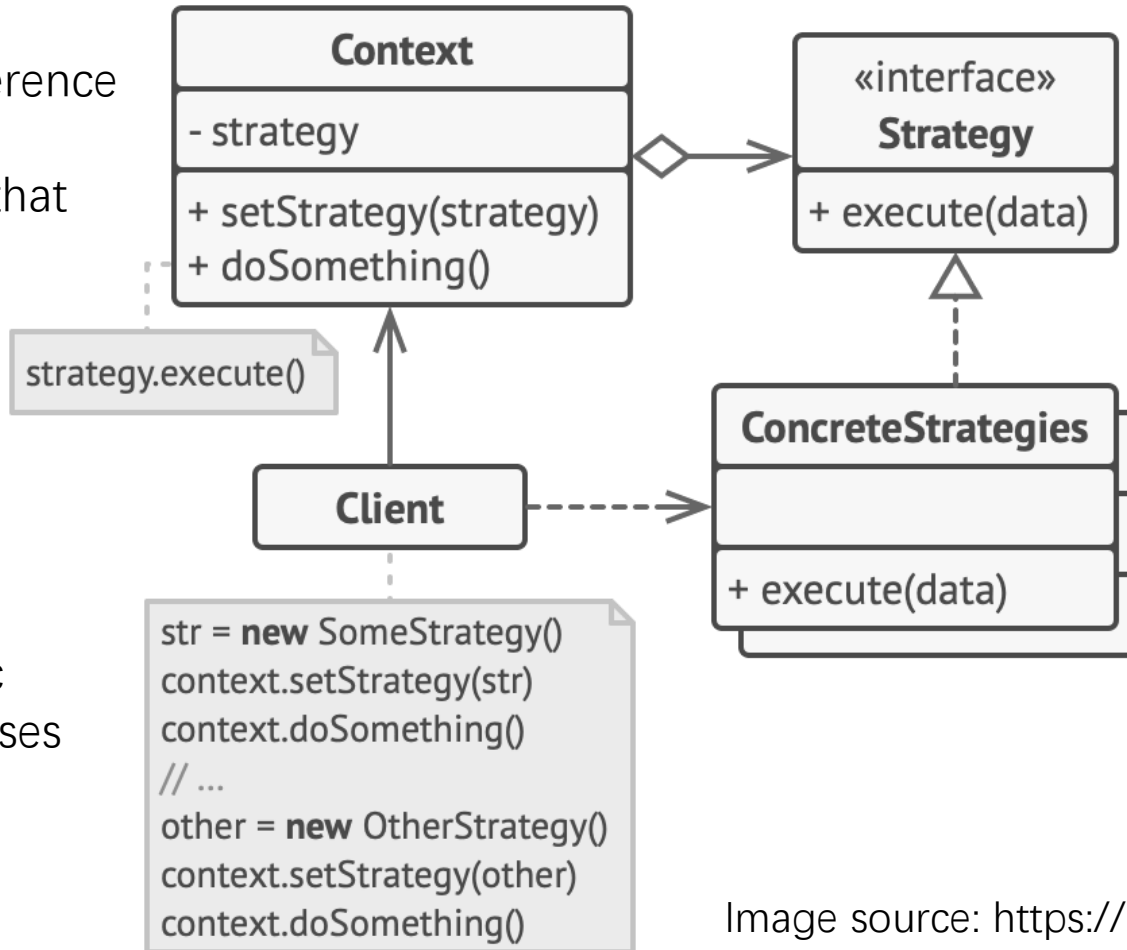 Context
- strategy
+ setStrategy(strategy)
+ doSomething()
«interface»
Strategy
+ execute(data)
hat
strategy.execute()
ConcreteStrategies
+ execute(data)
Client
str = new SomeStrategy()
context.setStrategy(str)
context.doSomething()
// ...
other = new OtherStrategy()
context.setStrategy(other)
context.doSomething()
erence
ses
Image source: https://